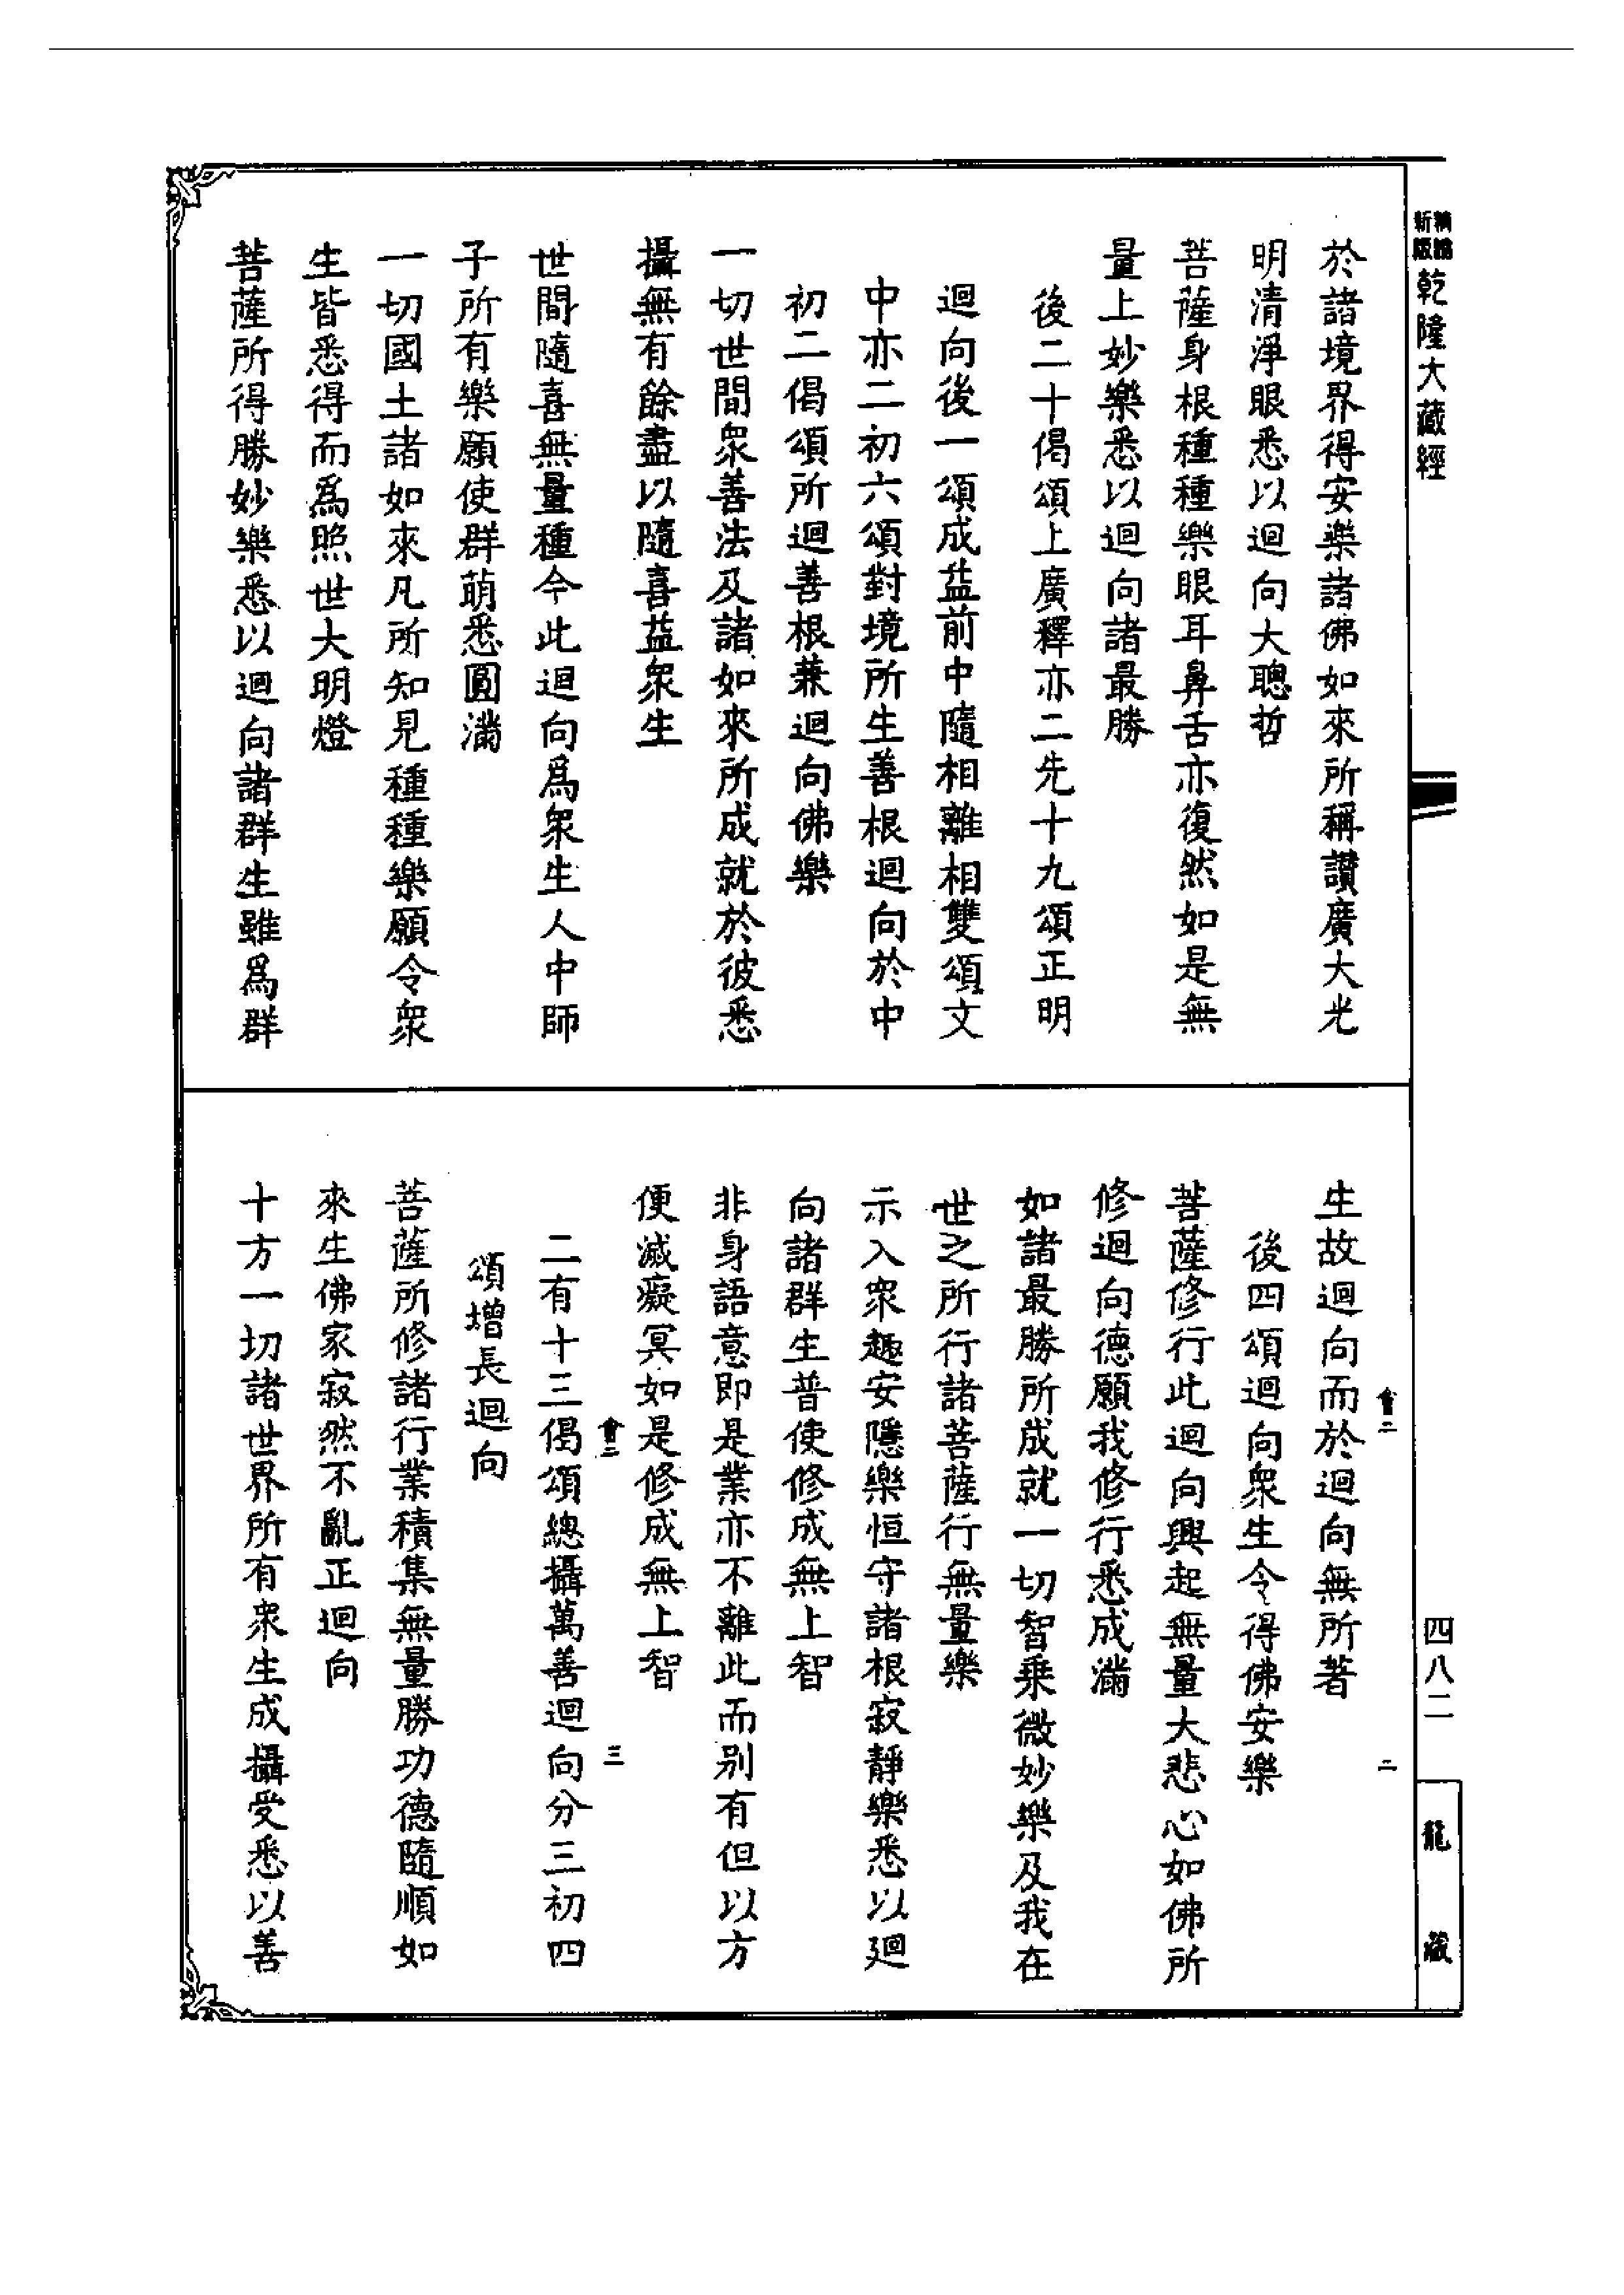 新版
精縮
乾隆大藏經
於諸境界得安樂諸佛如來所稱讚廣大光
明清淨眼悉以迴向大聰哲
菩薩身根種種樂眼耳鼻舌亦復然如是無
量上妙樂悉以迴向諸最勝
後二十偈頌上廣釋亦二先十九頌正明
迴向後一頌成益前中隨相離相雙頌文
中亦二初六頌對境所生善根迴向於中
初二偈頌所迴善根兼迴向佛樂
一切世間眾善法及諸如來所成就於彼悉
攝無有餘盡以隨喜益眾生
世間隨喜無量種今此迴向為眾生人中師
子所有樂願使群萌悉圓滿
一切國土諸如來凡所知見種種樂願令眾
生皆悉得而為照世大明燈
菩薩所得勝妙樂悉以迴向諸群生雖為群
四八二
龍藏
會二
二
生故迴向而於迴向無所著
後四頌迴向眾生令得佛安樂
菩薩修行此迴向興起無量大悲心如佛所
修迴向德願我修行悉成滿
如諸最勝所成就一切智乘微妙樂及我在
世之所行諸菩薩行無量樂
示入眾趣安隱樂恒守諸根寂靜樂悉以迴
向諸群生普使修成無上智
非身語意即是業亦不離此而別有但以方
便滅癡冥如是修成無上智
會二
三
二有十三偈頌總攝萬善迴向分三初四
頌增長迴向
菩薩所修諸行業積集無量勝功德隨順如
來生佛家寂然不亂正迴向
十方一切諸世界所有眾生成攝受悉以善